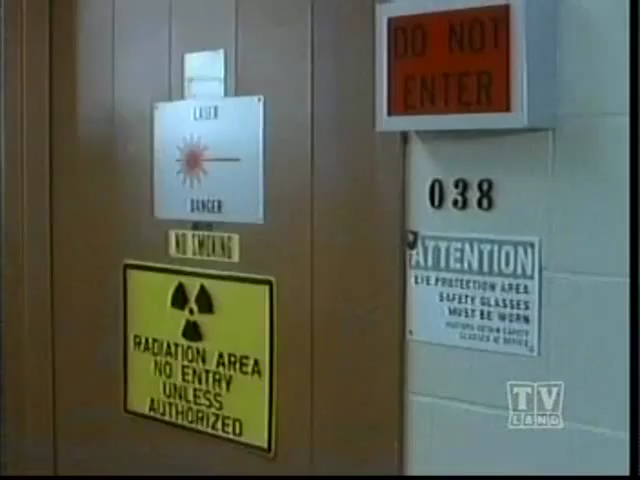 DO NOT
ENTER
LASER
DANGER
NO SMOKING
038
ATTENTION
EYE PROTECTION AREA
SAFETY GLASSES
MUST BE WORN
RADIATION AREA
NO ENTRY
UNLESS
AUTHORIZED
TV
LAND